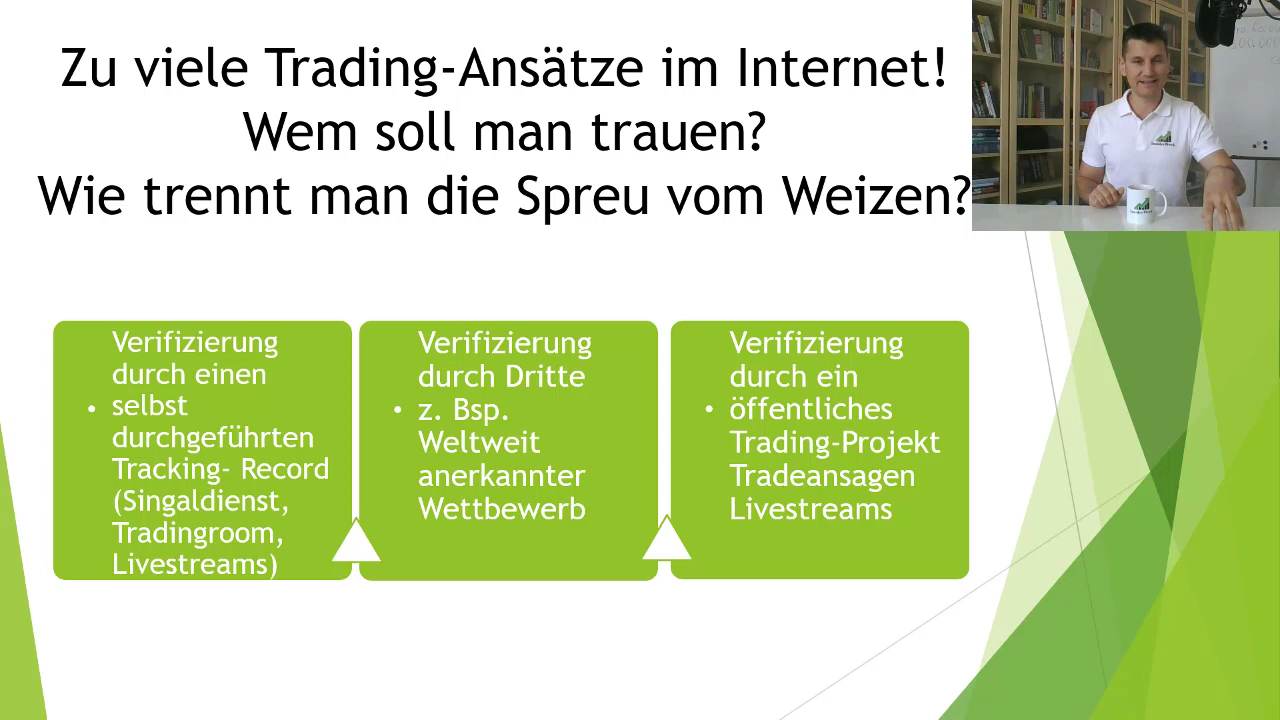 Zu viele Trading-Ansätze im Internet!
Wem soll man trauen?
Wie trennt man die Spreu vom Weizen?
Verifizierung
durch einen
• selbst
durchgeführten
Tracking- Record
(Singaldienst,
Tradingroom,
Livestreams)
Verifizierung
durch Dritte
• z. Bsp.
Weltweit
anerkannter
Wettbewerb
Verifizierung
durch ein
• öffentliches
Trading-Projekt
Tradeansagen
Livestreams